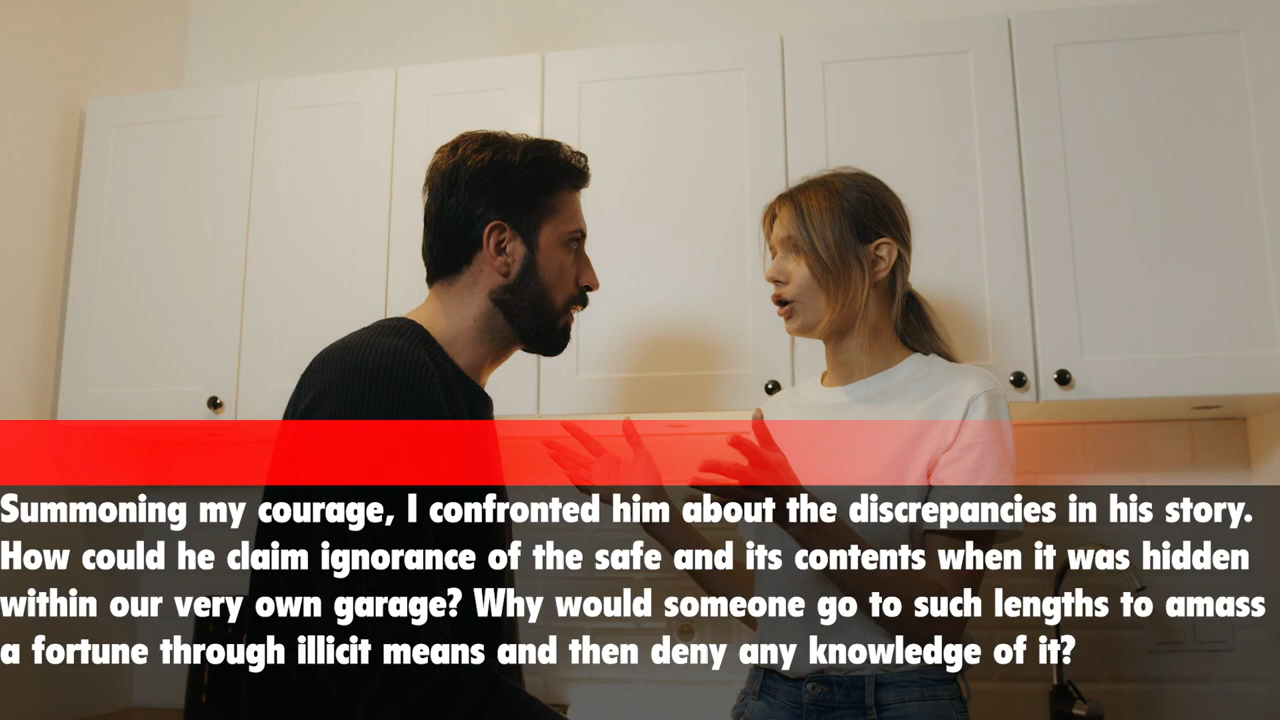 Summoning my courage, I confronted him about the discrepancies in his story.
How could he claim ignorance of the safe and its contents when it was hidden
within our very own garage? Why would someone go to such lengths to amass
a fortune through illicit means and then deny any knowledge of it?